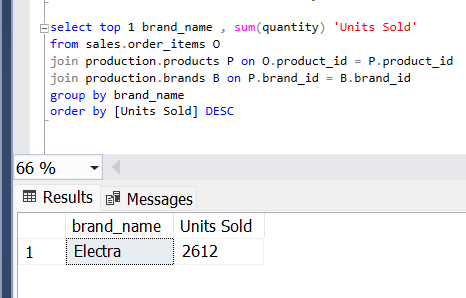 select top 1 brand_name , sum(quantity) 'Units Sold'
from sales.order_items O
join production.products P on O.product_id = P.product_id
join production.brands B on P.brand_id = B.brand_id
group by brand_name
order by [Units Sold] DESC
66 %
Results Messages
brand_name Units Sold
1 Electra 2612